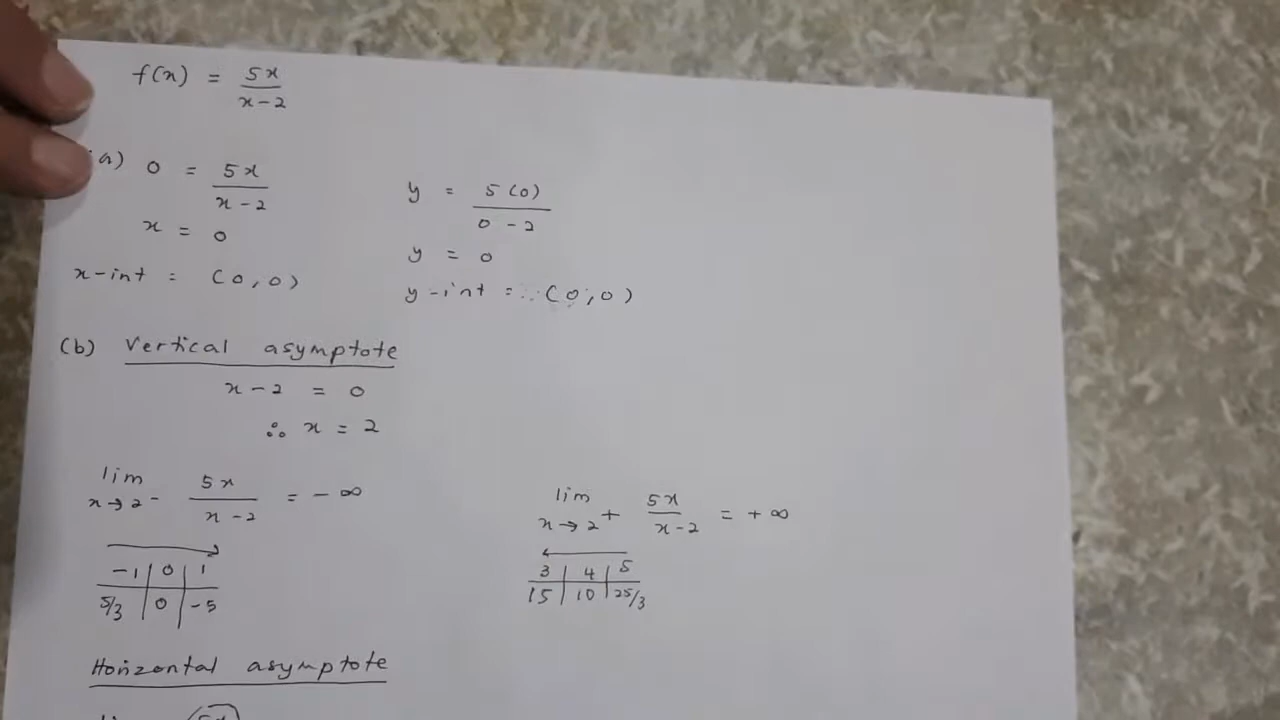 f(x) = 5x / x-2
(a) 0 = 5x / x-2
x = 0
x-int = (0,0)
y = 5(0) / 0-2
y = 0
y-int = (0,0)
(b) Vertical asymptote
x-2 = 0
∴ x = 2
lim x→2⁻ 5x / x-2 = -∞
-1 | 0 | 1
5/3 | 0 | -5
lim x→2⁺ 5x / x-2 = +∞
3 | 4 | 5
15 | 10 | 25/3
Horizontal asymptote